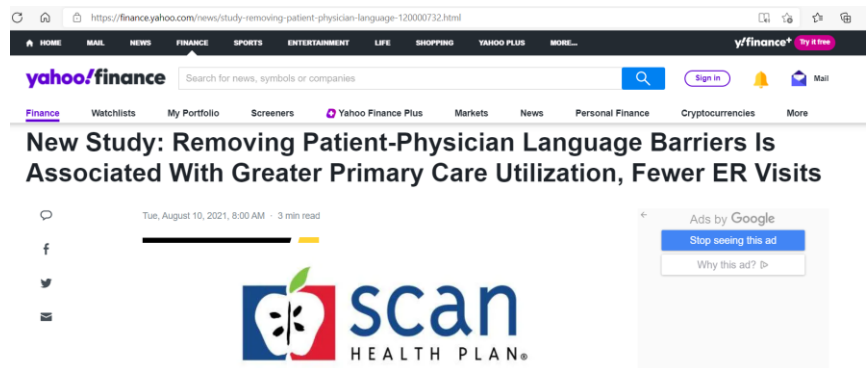 https://finance.yahoo.com/news/study-removing-patient-physician-language-120000732.html
HOME MAIL NEWS FINANCE SPORTS ENTERTAINMENT LIFE SHOPPING YAHOO PLUS MORE... y!finance+ Try it free
yahoo!finance Search for news, symbols or companies Sign in Mail
Finance Watchlists My Portfolio Screeners Yahoo Finance Plus Markets News Personal Finance Cryptocurrencies More
New Study: Removing Patient-Physician Language Barriers Is
Associated With Greater Primary Care Utilization, Fewer ER Visits
Tue, August 10, 2021, 8:00 AM · 3 min read
Ads by Google
Stop seeing this ad
Why this ad?
scan
HEALTH PLAN®